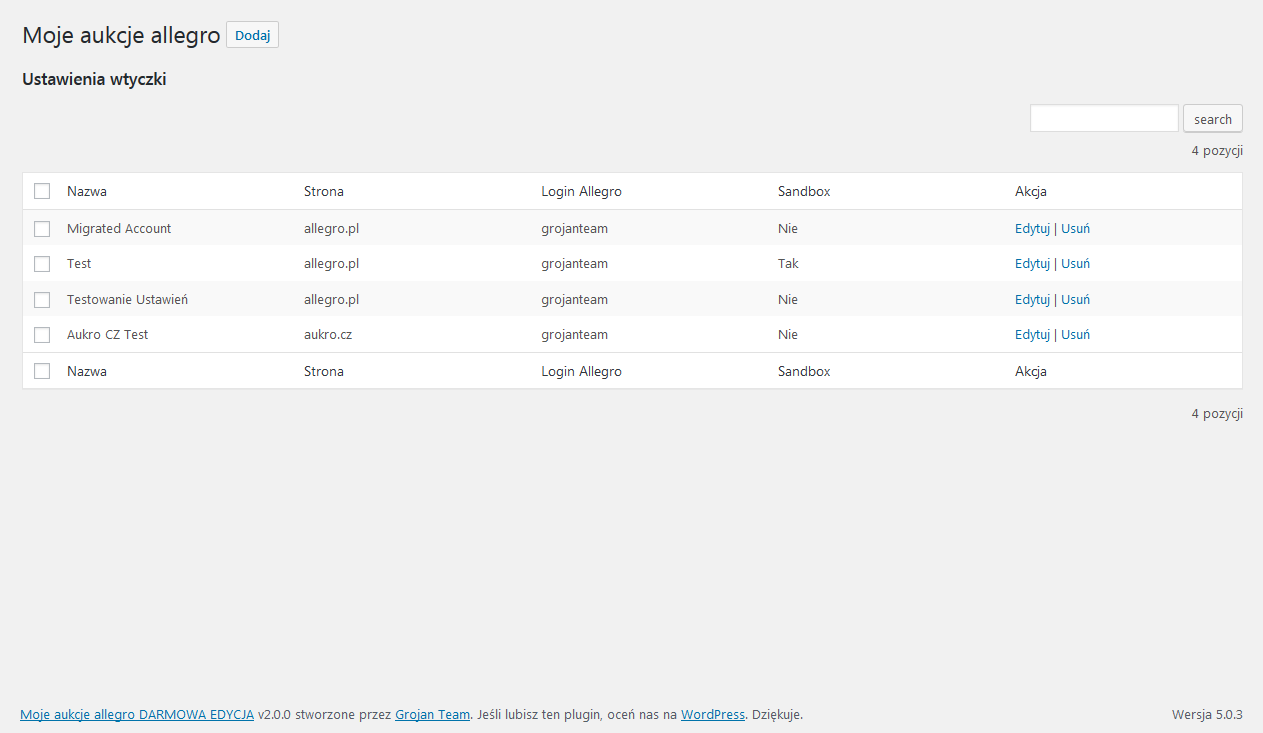 Moje aukcje allegro Dodaj
Ustawienia wtyczki
search
4 pozycji
Nazwa Strona Login Allegro Sandbox Akcja
Migrated Account allegro.pl grojanteam Nie Edytuj | Usuń
Test allegro.pl grojanteam Tak Edytuj | Usuń
Testowanie Ustawień allegro.pl grojanteam Nie Edytuj | Usuń
Aukro CZ Test aukro.cz grojanteam Nie Edytuj | Usuń
Nazwa Strona Login Allegro Sandbox Akcja
4 pozycji
Moje aukcje allegro DARMOWA EDYCJA v2.0.0 stworzone przez Grojan Team. Jeśli lubisz ten plugin, oceń nas na WordPress. Dziękuje. Wersja 5.0.3